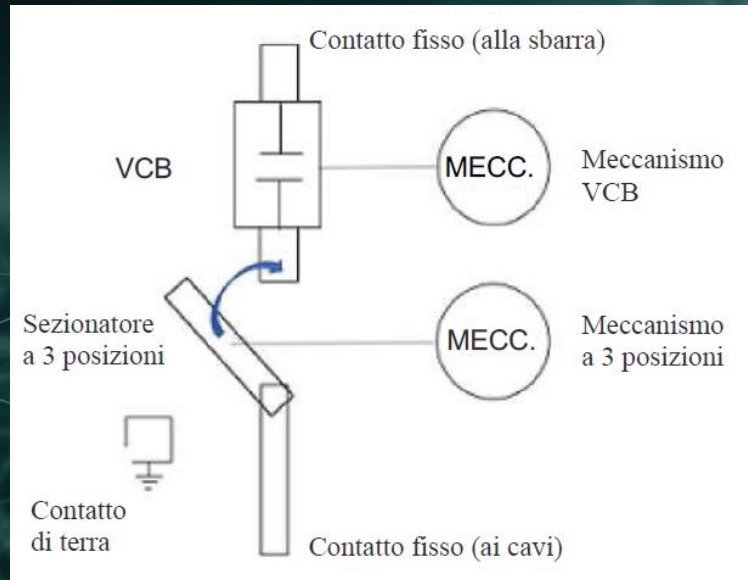 Contatto fisso (alla sbarra)
VCB
MECC.
Meccanismo
VCB
Sezionatore
a 3 posizioni
MECC.
Meccanismo
a 3 posizioni
Contatto
di terra
Contatto fisso (ai cavi)